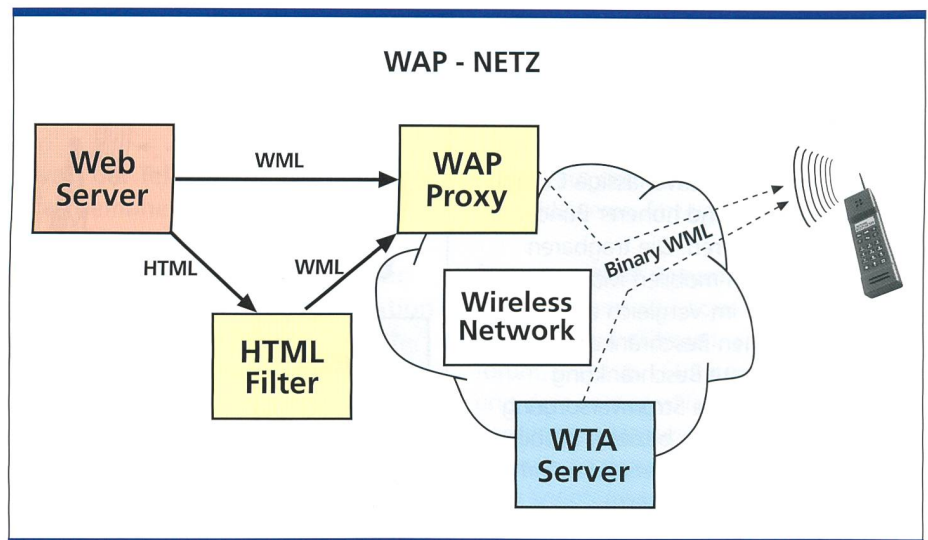 WAP - NETZ
Web
Server
WML
WAP
Proxy
HTML
WML
HTML
Filter
Wireless
Network
Binary WML
WTA
Server